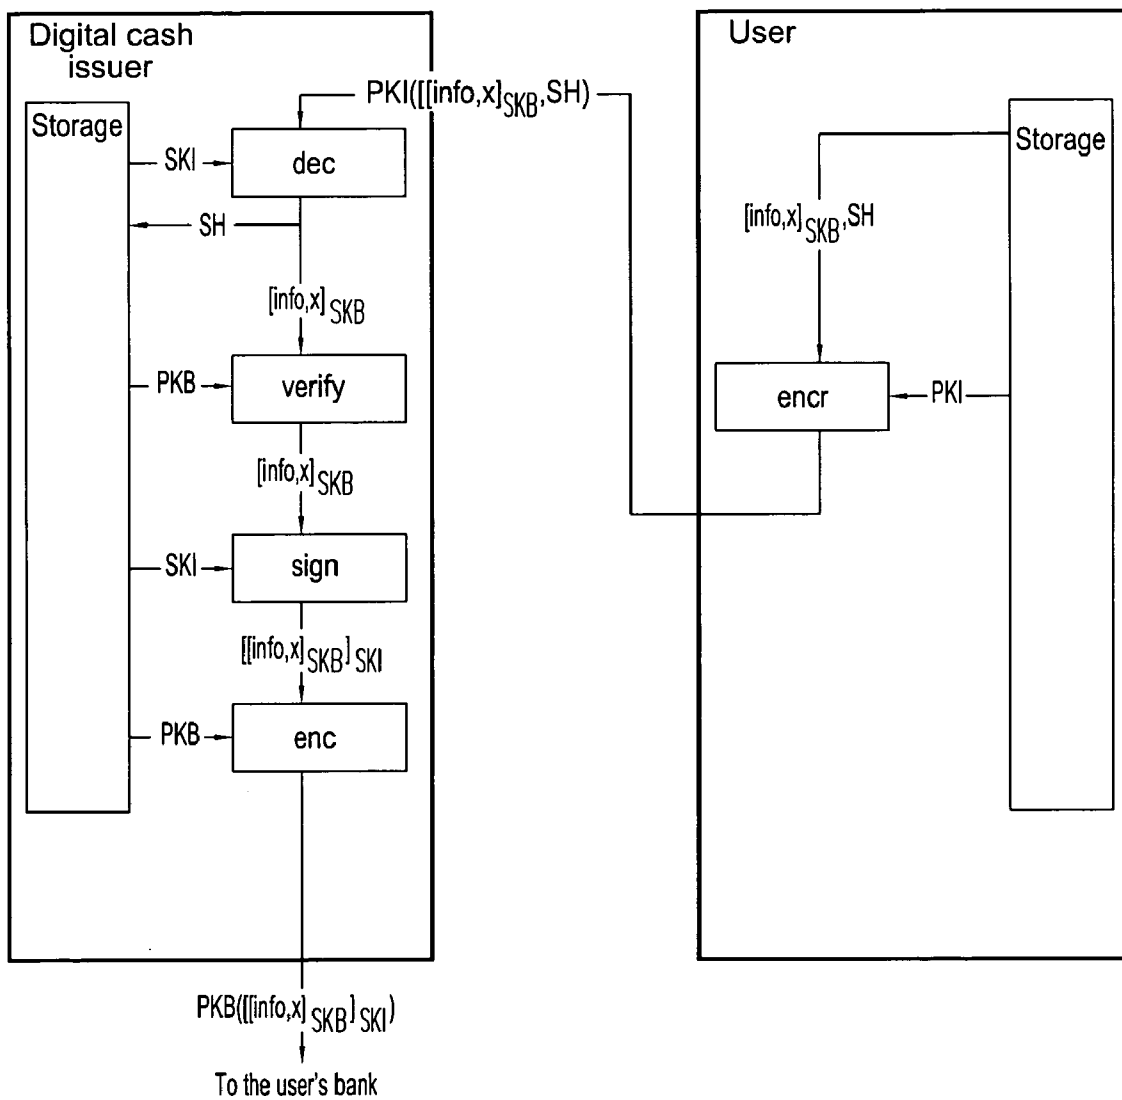 Digital cash
issuer
Storage
PKI([[info,x]SKB,SH)
SKI
dec
SH
[info,x]SKB
PKB
verify
[info,x]SKB
SKI
sign
[[info,x]SKB]SKI
PKB
enc
PKB([[info,x]SKB]SKI)
To the user's bank
User
Storage
[info,x]SKB,SH
encr
PKI